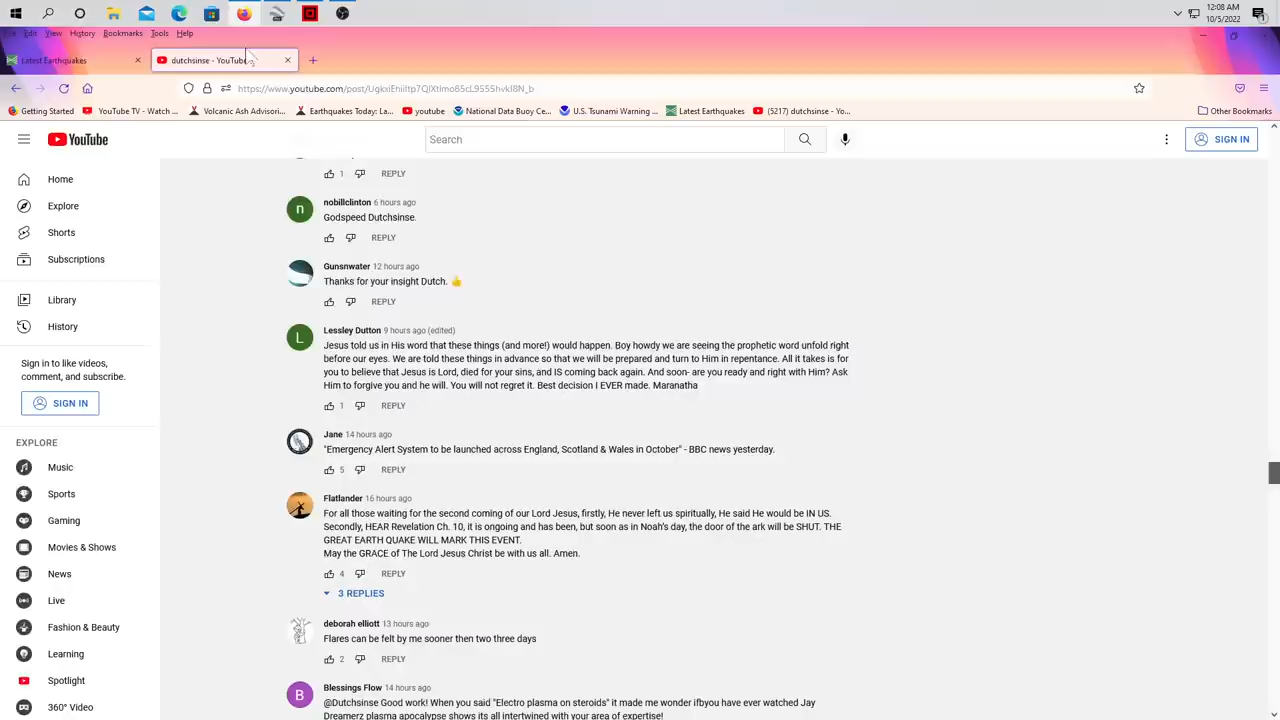 12:08 AM
10/5/2022
File Edit View History Bookmarks Tools Help
Latest Earthquakes
dutchsinse - YouTube
Getting Started
YouTube TV - Watch ...
Volcanic Ash Advisori...
Earthquakes Today: La...
youtube
National Data Buoy Ce...
U.S. Tsunami Warning ...
Latest Earthquakes
(5217) dutchsinse - Yo...
Other Bookmarks
YouTube
Search
SIGN IN
Home
Explore
Shorts
Subscriptions
Library
History
Sign in to like videos,
comment, and subscribe.
SIGN IN
EXPLORE
Music
Sports
Gaming
Movies & Shows
News
Live
Fashion & Beauty
Learning
Spotlight
360° Video
1 REPLY
nobillclinton 6 hours ago
Godspeed Dutchsinse.
REPLY
Gunsnwater 12 hours ago
Thanks for your insight Dutch. 👍
REPLY
Lessley Dutton 9 hours ago (edited)
Jesus told us in His word that these things (and more!) would happen. Boy howdy we are seeing the prophetic word unfold right
before our eyes. We are told these things in advance so that we will be prepared and turn to Him in repentance. All it takes is for
you to believe that Jesus is Lord, died for your sins, and IS coming back again. And soon- are you ready and right with Him? Ask
Him to forgive you and he will. You will not regret it. Best decision I EVER made. Maranatha
1 REPLY
Jane 14 hours ago
"Emergency Alert System to be launched across England, Scotland & Wales in October" - BBC news yesterday.
5 REPLY
Flatlander 16 hours ago
For all those waiting for the second coming of our Lord Jesus, firstly, He never left us spiritually, He said He would be IN US.
Secondly, HEAR Revelation Ch. 10, it is ongoing and has been, but soon as in Noah's day, the door of the ark will be SHUT. THE
GREAT EARTH QUAKE WILL MARK THIS EVENT.
May the GRACE of The Lord Jesus Christ be with us all. Amen.
4 REPLY
3 REPLIES
deborah elliott 13 hours ago
Flares can be felt by me sooner then two three days
2 REPLY
B
Blessings Flow 14 hours ago
@Dutchsinse Good work! When you said "Electro plasma on steroids" it made me wonder ifbyou have ever watched Jay
Dreamerz plasma apocalypse shows its all intertwined with your area of expertise!